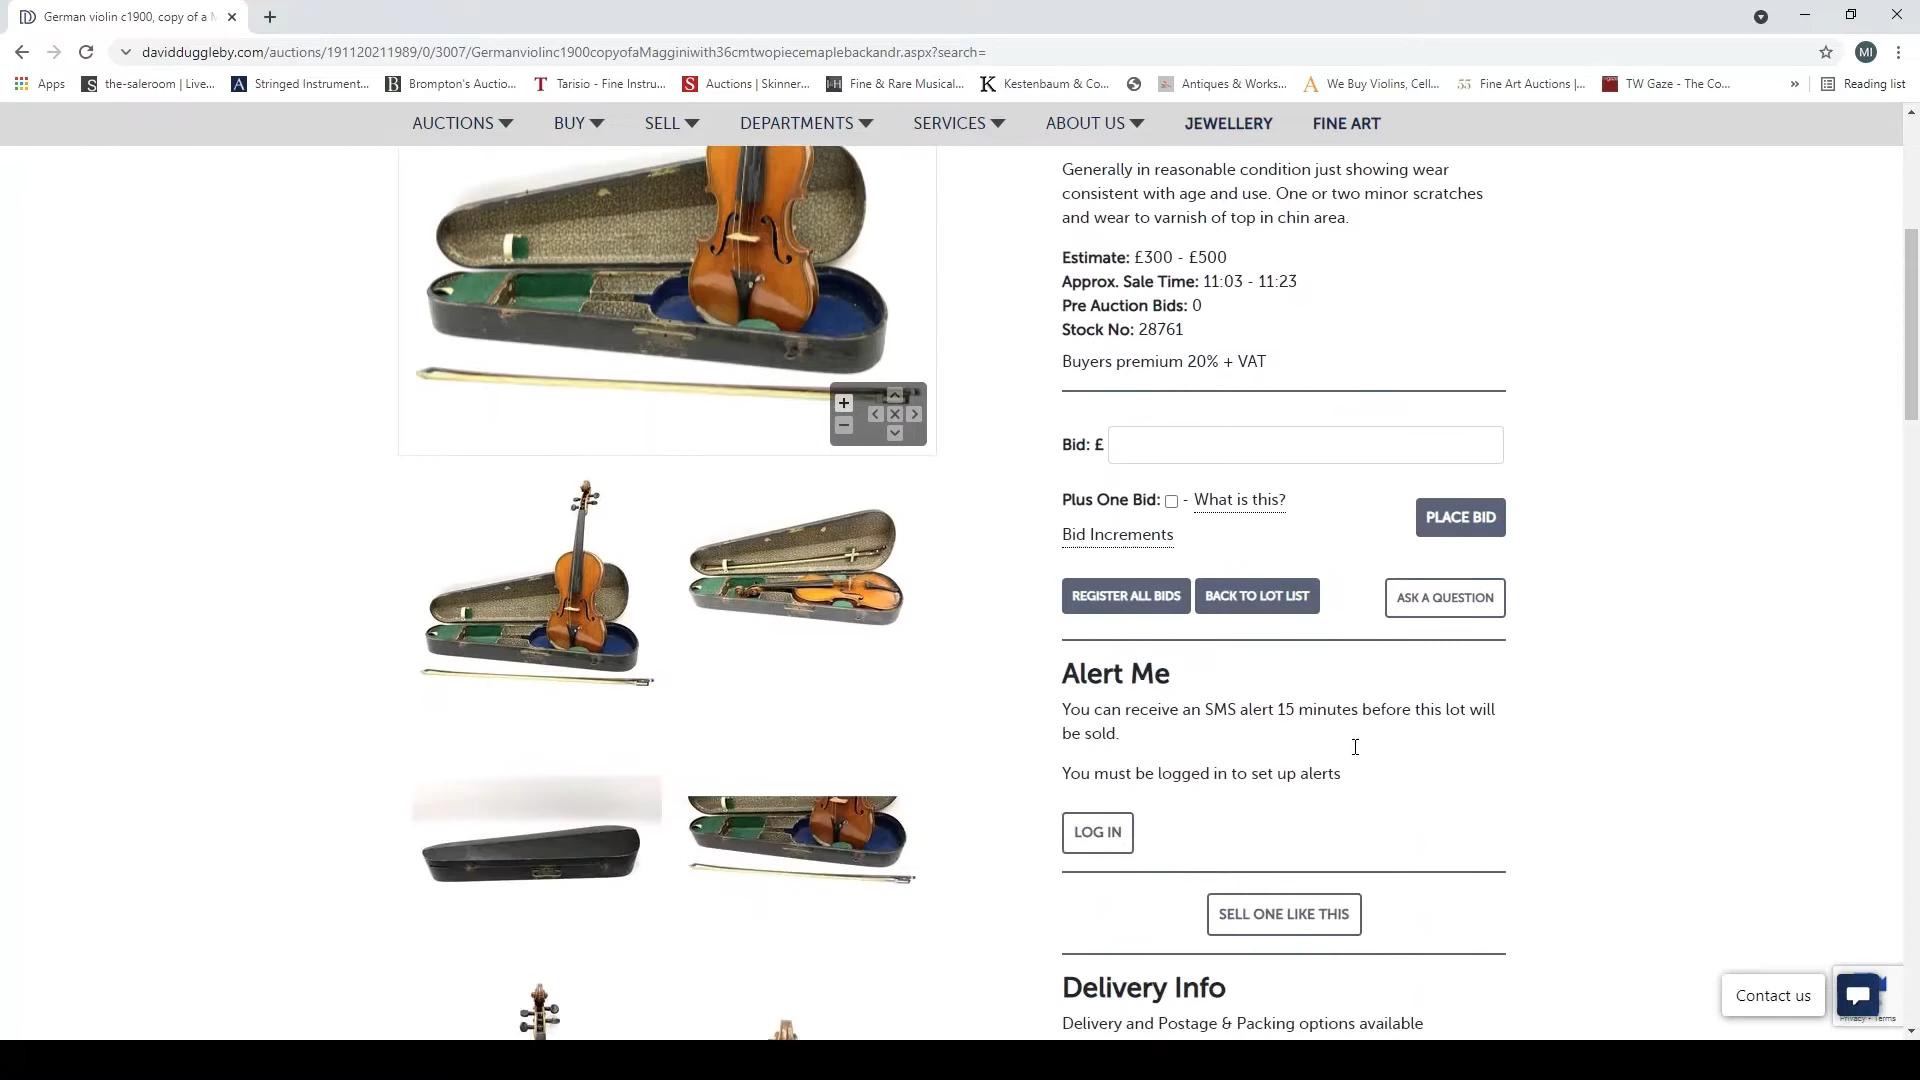 German violin c1900, copy of a M
davidduggleby.com/auctions/191120211989/0/3007/Germanviolinc1900copyofaMagginiwith36cmtwopiecemaplebackandr.aspx?search=
MI
Apps the-saleroom | Live... Stringed Instrument... Brompton's Auctio... Tarisio - Fine Instru... Auctions | Skinner... Fine & Rare Musical... Kestenbaum & Co... Antiques & Works... We Buy Violins, Cell... Fine Art Auctions |... TW Gaze - The Co... » Reading list
AUCTIONS BUY SELL DEPARTMENTS SERVICES ABOUT US JEWELLERY FINE ART
Generally in reasonable condition just showing wear
consistent with age and use. One or two minor scratches
and wear to varnish of top in chin area.
Estimate: £300 - £500
Approx. Sale Time: 11:03 - 11:23
Pre Auction Bids: 0
Stock No: 28761
Buyers premium 20% + VAT
Bid: £
Plus One Bid: - What is this?
PLACE BID
Bid Increments
REGISTER ALL BIDS BACK TO LOT LIST ASK A QUESTION
Alert Me
You can receive an SMS alert 15 minutes before this lot will
be sold.
You must be logged in to set up alerts
LOG IN
SELL ONE LIKE THIS
Delivery Info
Delivery and Postage & Packing options available
Contact us
Privacy - Terms